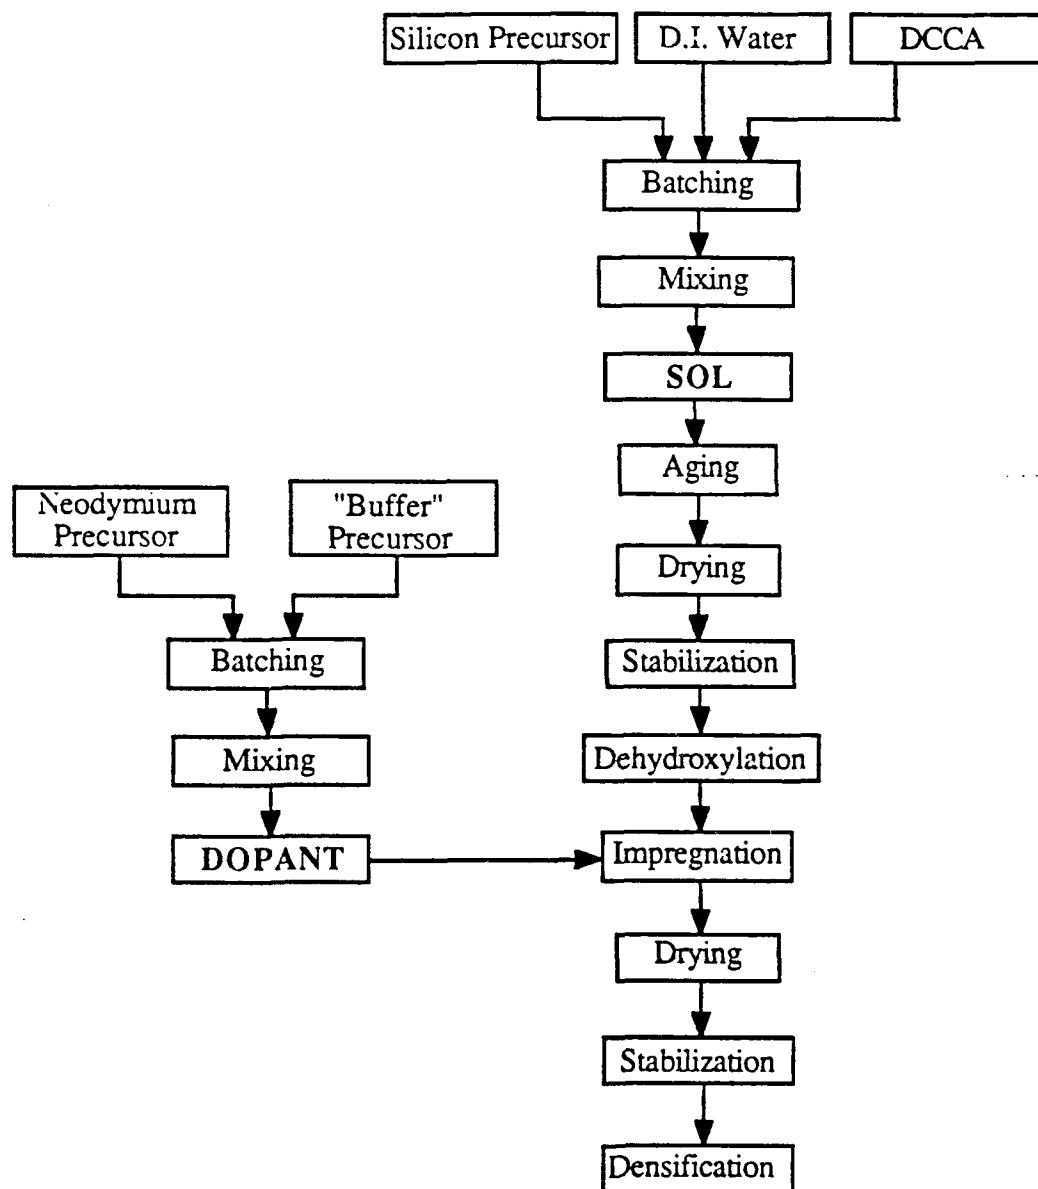 Silicon Precursor
D.I. Water
DCCA
Batching
Mixing
SOL
Aging
Drying
Stabilization
Dehydroxylation
Neodymium
Precursor
"Buffer"
Precursor
Batching
Mixing
DOPANT
Impregnation
Drying
Stabilization
Densification